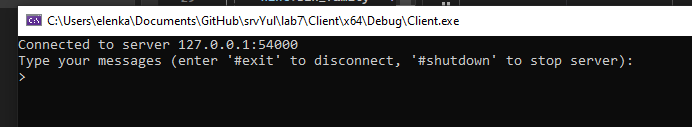 C:\Users\elenka\Documents\GitHub\srvYul\lab7\Client\x64\Debug\Client.exe
Connected to server 127.0.0.1:54000
Type your messages (enter '#exit' to disconnect, '#shutdown' to stop server):
>